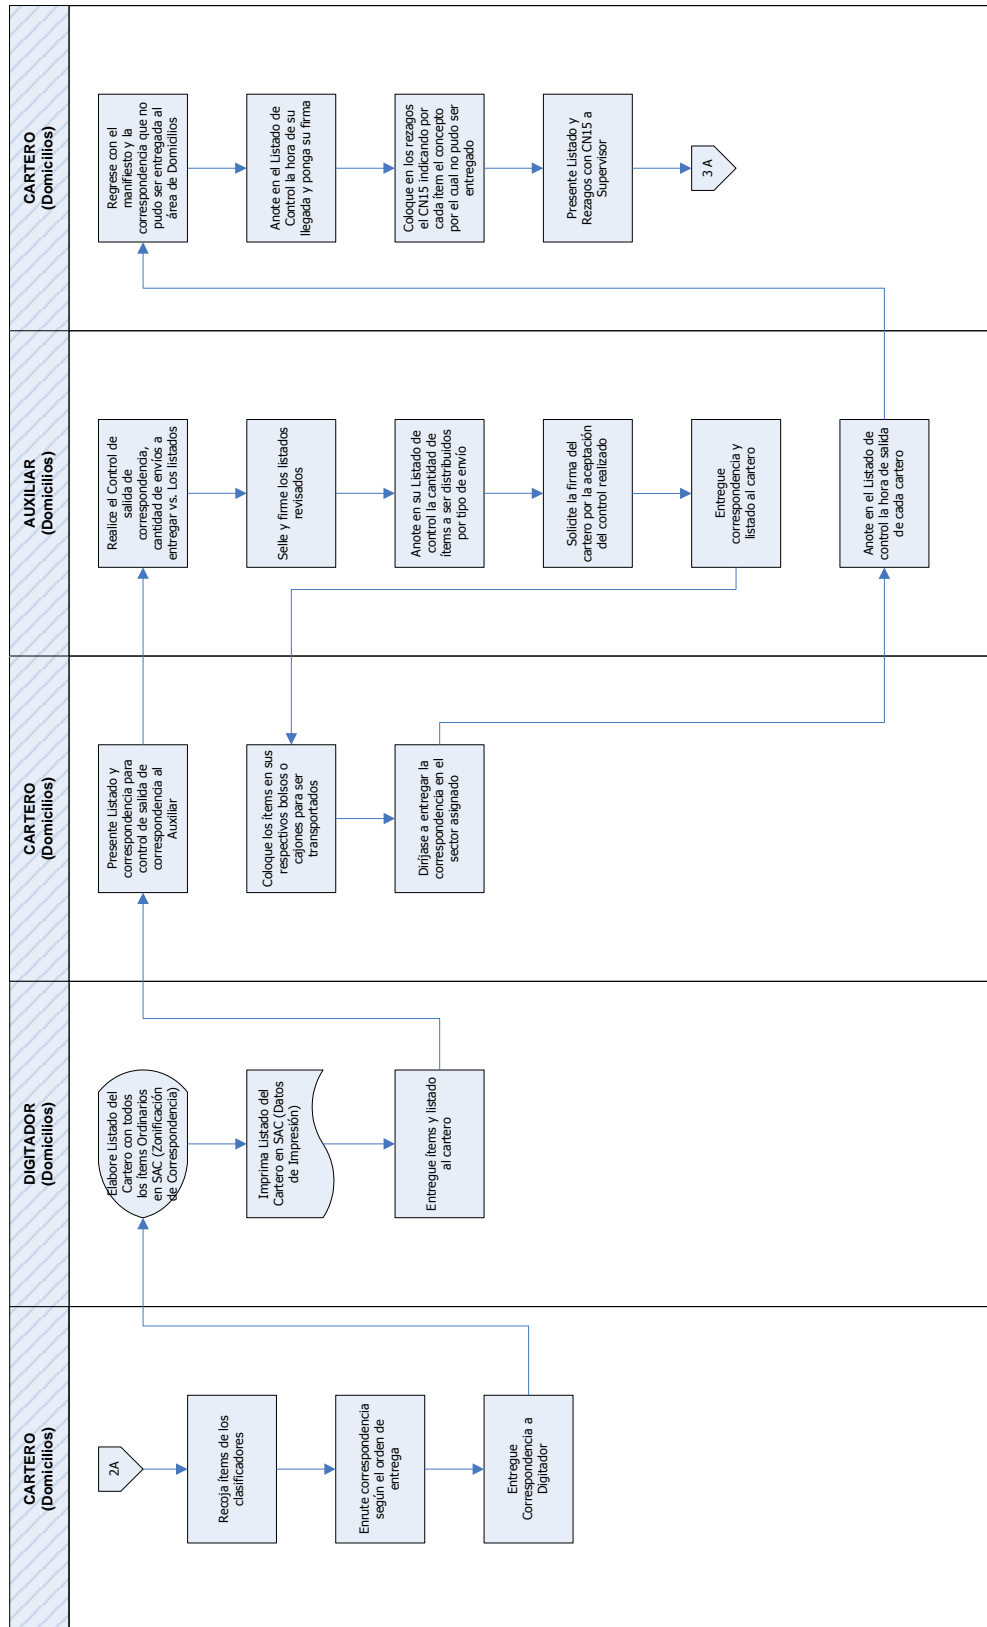 CARTERO
(Domicilios)
2A
Recoja ítems de los
clasificadores
Enrute correspondencia
según el orden de
entrega
Entregue
Correspondencia a
Digitador
DIGITADOR
(Domicilios)
Elabore Listado del
Cartero con todos
los ítems Ordinarios
en SAC (Zonificación
de Correspondencia)
Imprima Listado del
Cartero en SAC (Datos
de Impresión)
Entregue ítems y listado
al cartero
CARTERO
(Domicilios)
Presente Listado y
correspondencia para
control de salida de
correspondencia al
Auxiliar
Coloque los ítems en sus
respectivos bolsos o
cajones para ser
transportados
Diríjase a entregar la
correspondencia en el
sector asignado
AUXILIAR
(Domicilios)
Realice el Control de
salida de
correspondencia,
cantidad de envíos a
entregar vs. Los listados
Selle y firme los listados
revisados
Anote en su Listado de
control la cantidad de
ítems a ser distribuidos
por tipo de envío
Solicite la firma del
cartero por la aceptación
del control realizado
Entregue
correspondencia y
listado al cartero
Anote en el Listado de
control la hora de salida
de cada cartero
CARTERO
(Domicilios)
Regrese con el
manifiesto y la
correspondencia que no
pudo ser entregada al
área de Domicilios
Anote en el Listado de
Control la hora de su
llegada y ponga su firma
Coloque en los rezagos
el CN15 indicando por
cada ítem el concepto
por el cual no pudo ser
entregado
Presente Listado y
Rezagos con CN15 a
Supervisor
3 A